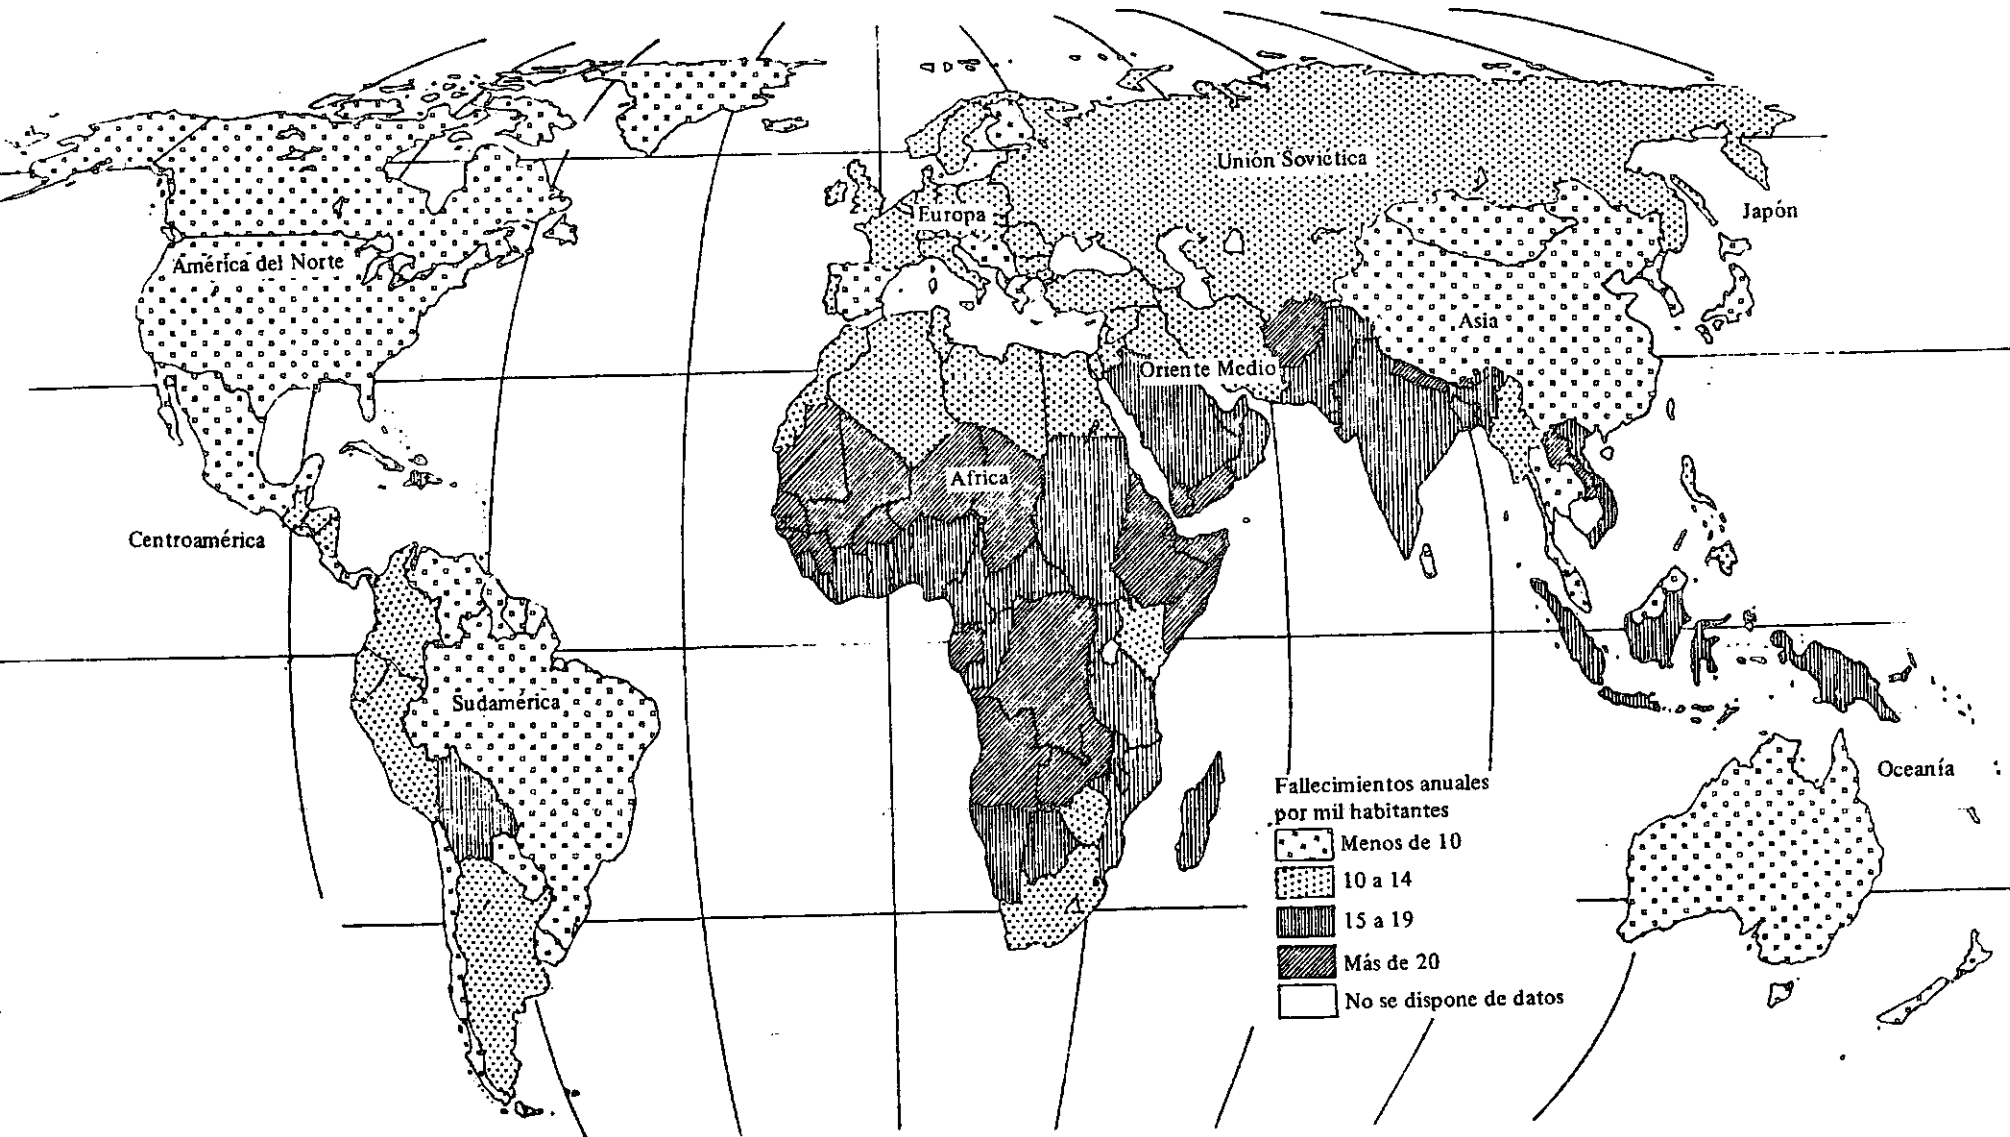 Unión Soviética
Europa
Japón
América del Norte
Asia
Oriente Medio
Africa
Centroamérica
Sudamérica
Oceanía
Fallecimientos anuales
por mil habitantes
Menos de 10
10 a 14
15 a 19
Más de 20
No se dispone de datos